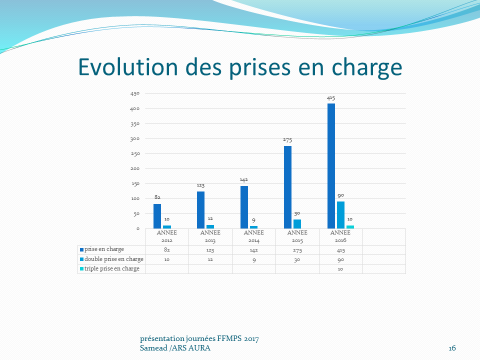 Evolution des prises en charge
450
400
350
300
250
200
150
100
50
0
82
10
123
12
142
9
273
30
415
90
10
ANNEE 2012
ANNEE 2013
ANNEE 2014
ANNEE 2015
ANNEE 2016
prise en charge 82 123 142 273 415
double prise en charge 10 12 9 30 90
triple prise en charge 10
présentation journées FFMPS 2017
Samead /ARS AURA
16